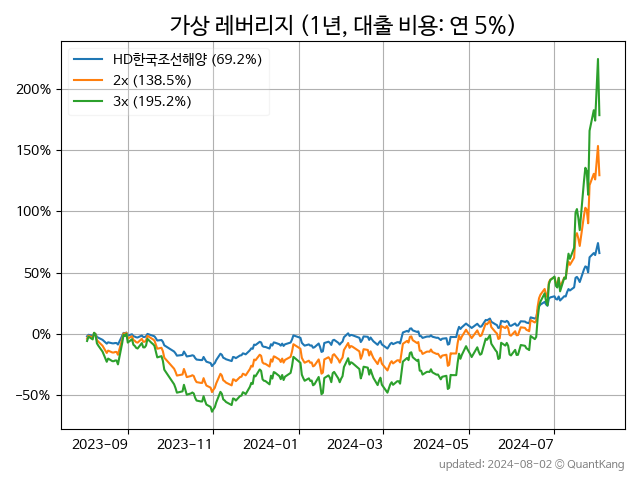 가상 레버리지 (1년, 대출 비용: 연 5%)
HD한국조선해양 (69.2%)
2x (138.5%)
3x (195.2%)
200%
150%
100%
50%
0%
−50%
2023-09 2023-11 2024-01 2024-03 2024-05 2024-07
updated: 2024-08-02 © QuantKang